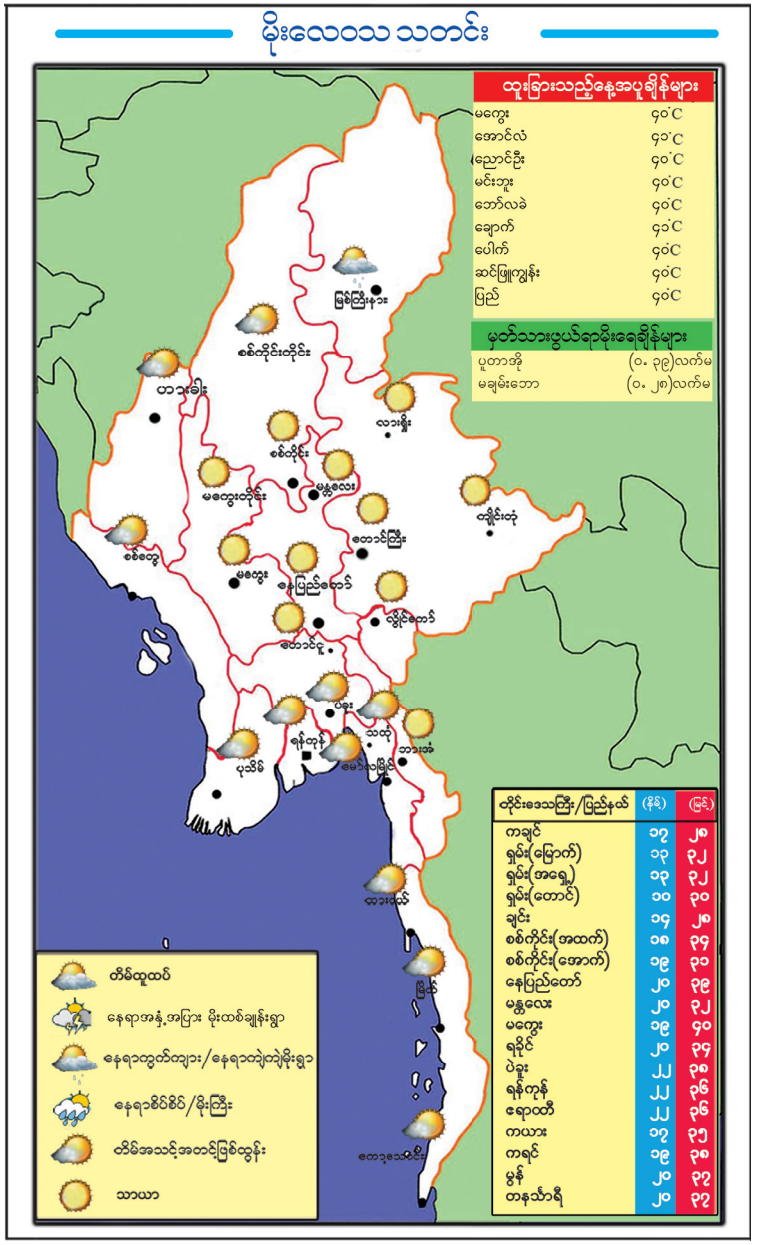 မိုးလေဝသ သတင်း
ထူးခြားသည့်နေ့အပူချိန်များ
မကွေး ၄၀°C
အောင်လံ ၄၁°C
ညောင်ဦး ၄၀°C
မင်းဘူး ၄၀°C
ဘော်လခဲ ၄၀°C
ချောက် ၄၁°C
ပေါက် ၄၀°C
ဆင်ဖြူကျွန်း ၄၀°C
ပြည် ၄၀°C
မှတ်သားဖွယ်ရာမိုးရေချိန်များ
ပူတာအို (၀.၃၉)လက်မ
မချမ်းဘော (၀.၂၈)လက်မ
မြစ်ကြီးနား
စစ်ကိုင်းတိုင်း
ဟားခါး
လားရှိုး
စစ်ကိုင်း
မန္တလေး
မကွေးတိုင်း
ကျိုင်းတုံ
တောင်ကြီး
စစ်တွေ
မကွေး
နေပြည်တော်
လွိုင်ကော်
တောင်ငူ
ပဲခူး
ရန်ကုန်
သထုံ
ဘားအံ
ပုသိမ်
မော်လမြိုင်
ထားဝယ်
မြိတ်
ကော့သောင်း
တိမ်ထူထပ်
နေရာအနှံ့အပြား မိုးထစ်ချုန်းရွာ
နေရာကွက်ကျား/နေရာကျဲကျဲမိုးရွာ
နေရာစိပ်စိပ်/မိုးကြီး
တိမ်အသင့်အတင့်ဖြစ်ထွန်း
သာယာ
တိုင်းဒေသကြီး/ပြည်နယ် (နိမ့်) (မြင့်)
ကချင် ၁၇ ၂၈
ရှမ်း(မြောက်) ၁၃ ၃၂
ရှမ်း(အရှေ့) ၁၃ ၃၂
ရှမ်း(တောင်) ၁၀ ၃၀
ချင်း ၁၄ ၂၈
စစ်ကိုင်း(အထက်) ၁၈ ၃၄
စစ်ကိုင်း(အောက်) ၁၉ ၃၁
နေပြည်တော် ၂၀ ၃၉
မန္တလေး ၂၀ ၃၂
မကွေး ၁၉ ၄၀
ရခိုင် ၂၀ ၃၄
ပဲခူး ၂၂ ၃၈
ရန်ကုန် ၂၂ ၃၆
ဧရာဝတီ ၂၂ ၃၆
ကယား ၁၇ ၃၅
ကရင် ၁၉ ၃၈
မွန် ၂၀ ၃၇
တနင်္သာရီ ၂၀ ၃၇